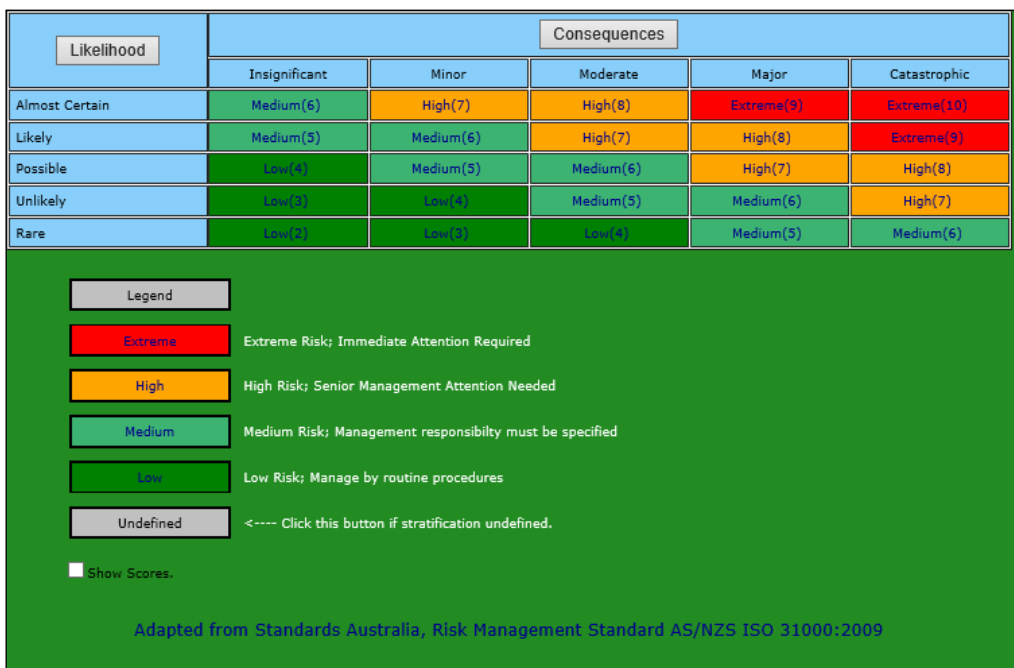 Likelihood Consequences
Insignificant Minor Moderate Major Catastrophic
Almost Certain Medium(6) High(7) High(8) Extreme(9) Extreme(10)
Likely Medium(5) Medium(6) High(7) High(8) Extreme(9)
Possible Low(4) Medium(5) Medium(6) High(7) High(8)
Unlikely Low(3) Low(4) Medium(5) Medium(6) High(7)
Rare Low(2) Low(3) Low(4) Medium(5) Medium(6)
Legend
Extreme Extreme Risk; Immediate Attention Required
High High Risk; Senior Management Attention Needed
Medium Medium Risk; Management responsibilty must be specified
Low Low Risk; Manage by routine procedures
Undefined <---- Click this button if stratification undefined.
Show Scores.
Adapted from Standards Australia, Risk Management Standard AS/NZS ISO 31000:2009